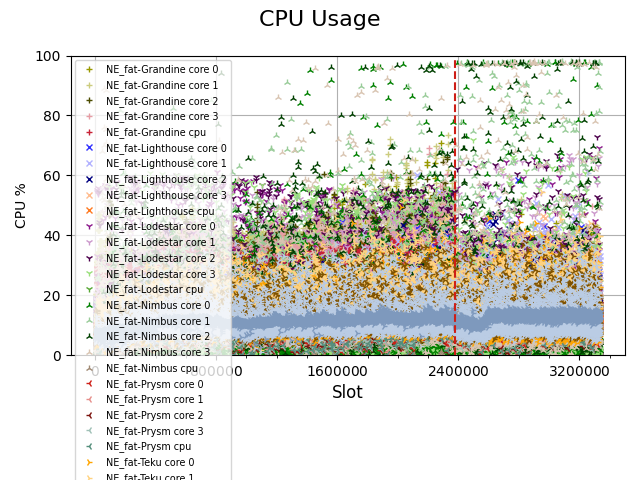 CPU Usage
100
80
60
40
20
0
CPU %
NE_fat-Grandine core 0
NE_fat-Grandine core 1
NE_fat-Grandine core 2
NE_fat-Grandine core 3
NE_fat-Grandine cpu
NE_fat-Lighthouse core 0
NE_fat-Lighthouse core 1
NE_fat-Lighthouse core 2
NE_fat-Lighthouse core 3
NE_fat-Lighthouse cpu
NE_fat-Lodestar core 0
NE_fat-Lodestar core 1
NE_fat-Lodestar core 2
NE_fat-Lodestar core 3
NE_fat-Lodestar cpu
NE_fat-Nimbus core 0
NE_fat-Nimbus core 1
NE_fat-Nimbus core 2
NE_fat-Nimbus core 3
NE_fat-Nimbus cpu
NE_fat-Prysm core 0
NE_fat-Prysm core 1
NE_fat-Prysm core 2
NE_fat-Prysm core 3
NE_fat-Prysm cpu
NE_fat-Teku core 0
NE_fat-Teku core 1
0 800000 1600000 2400000 3200000
Slot